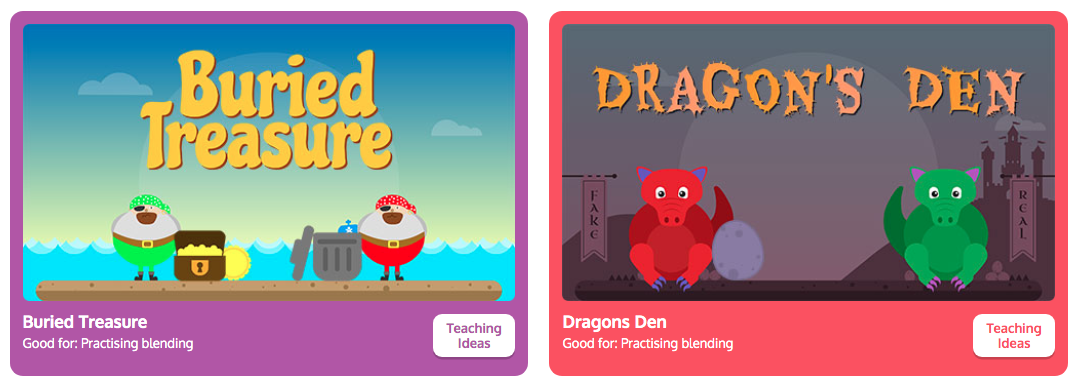 Buried
Treasure
Buried Treasure
Good for: Practising blending
Teaching
Ideas
DRAGON'S DEN
FAKE
REAL
Dragons Den
Good for: Practising blending
Teaching
Ideas